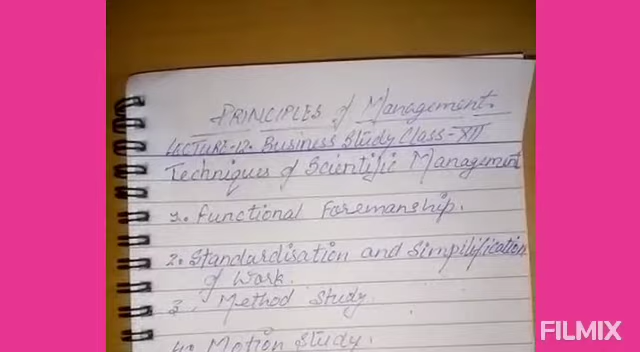 PRINCIPLES of Management.
LECTURE-12. Business Study Class-XII
Techniques of Scientific Management
1. Functional Foremanship.
2. Standardisation and Simplification
of Work.
3. Method Study.
4. Motion Study.
FILMIX